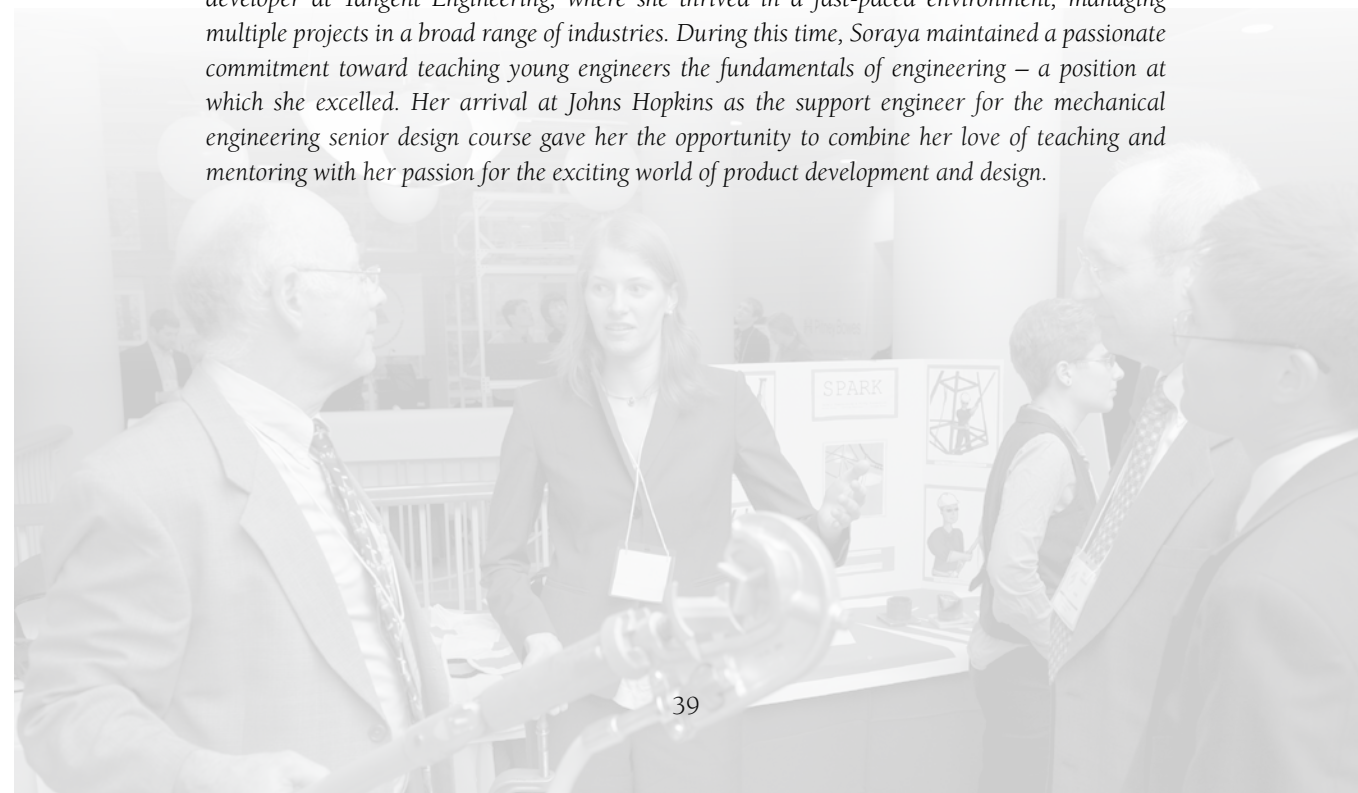 developer at Tangent Engineering, where she thrived in a fast-paced environment, managing
multiple projects in a broad range of industries. During this time, Soraya maintained a passionate
commitment toward teaching young engineers the fundamentals of engineering – a position at
which she excelled. Her arrival at Johns Hopkins as the support engineer for the mechanical
engineering senior design course gave her the opportunity to combine her love of teaching and
mentoring with her passion for the exciting world of product development and design.
SPARK
39